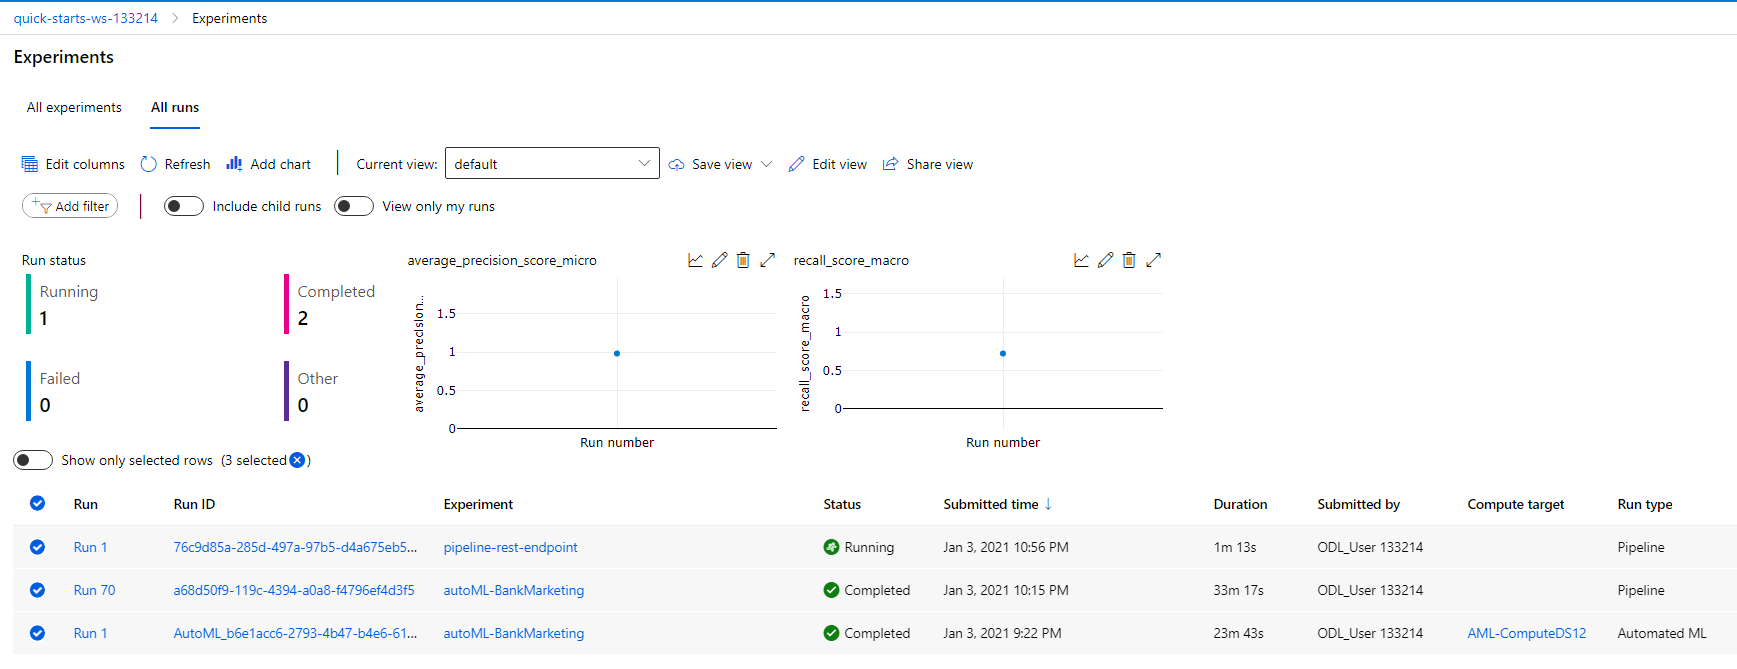 quick-starts-ws-133214 > Experiments
Experiments
All experiments All runs
Edit columns Refresh Add chart Current view: default Save view Edit view Share view
Add filter Include child runs View only my runs
Run status
Running
1
Completed
2
Failed
0
Other
0
average_precision_score_micro
average_precision...
1.5
1
0.5
0
Run number
recall_score_macro
recall_score_macro
1.5
1
0.5
0
Run number
Show only selected rows (3 selected )
Run Run ID Experiment Status Submitted time ↓ Duration Submitted by Compute target Run type
Run 1 76c9d85a-285d-497a-97b5-d4a675eb5... pipeline-rest-endpoint Running Jan 3, 2021 10:56 PM 1m 13s ODL_User 133214 Pipeline
Run 70 a68d50f9-119c-4394-a0a8-f4796ef4d3f5 autoML-BankMarketing Completed Jan 3, 2021 10:15 PM 33m 17s ODL_User 133214 Pipeline
Run 1 AutoML_b6e1acc6-2793-4b47-b4e6-61... autoML-BankMarketing Completed Jan 3, 2021 9:22 PM 23m 43s ODL_User 133214 AML-ComputeDS12 Automated ML